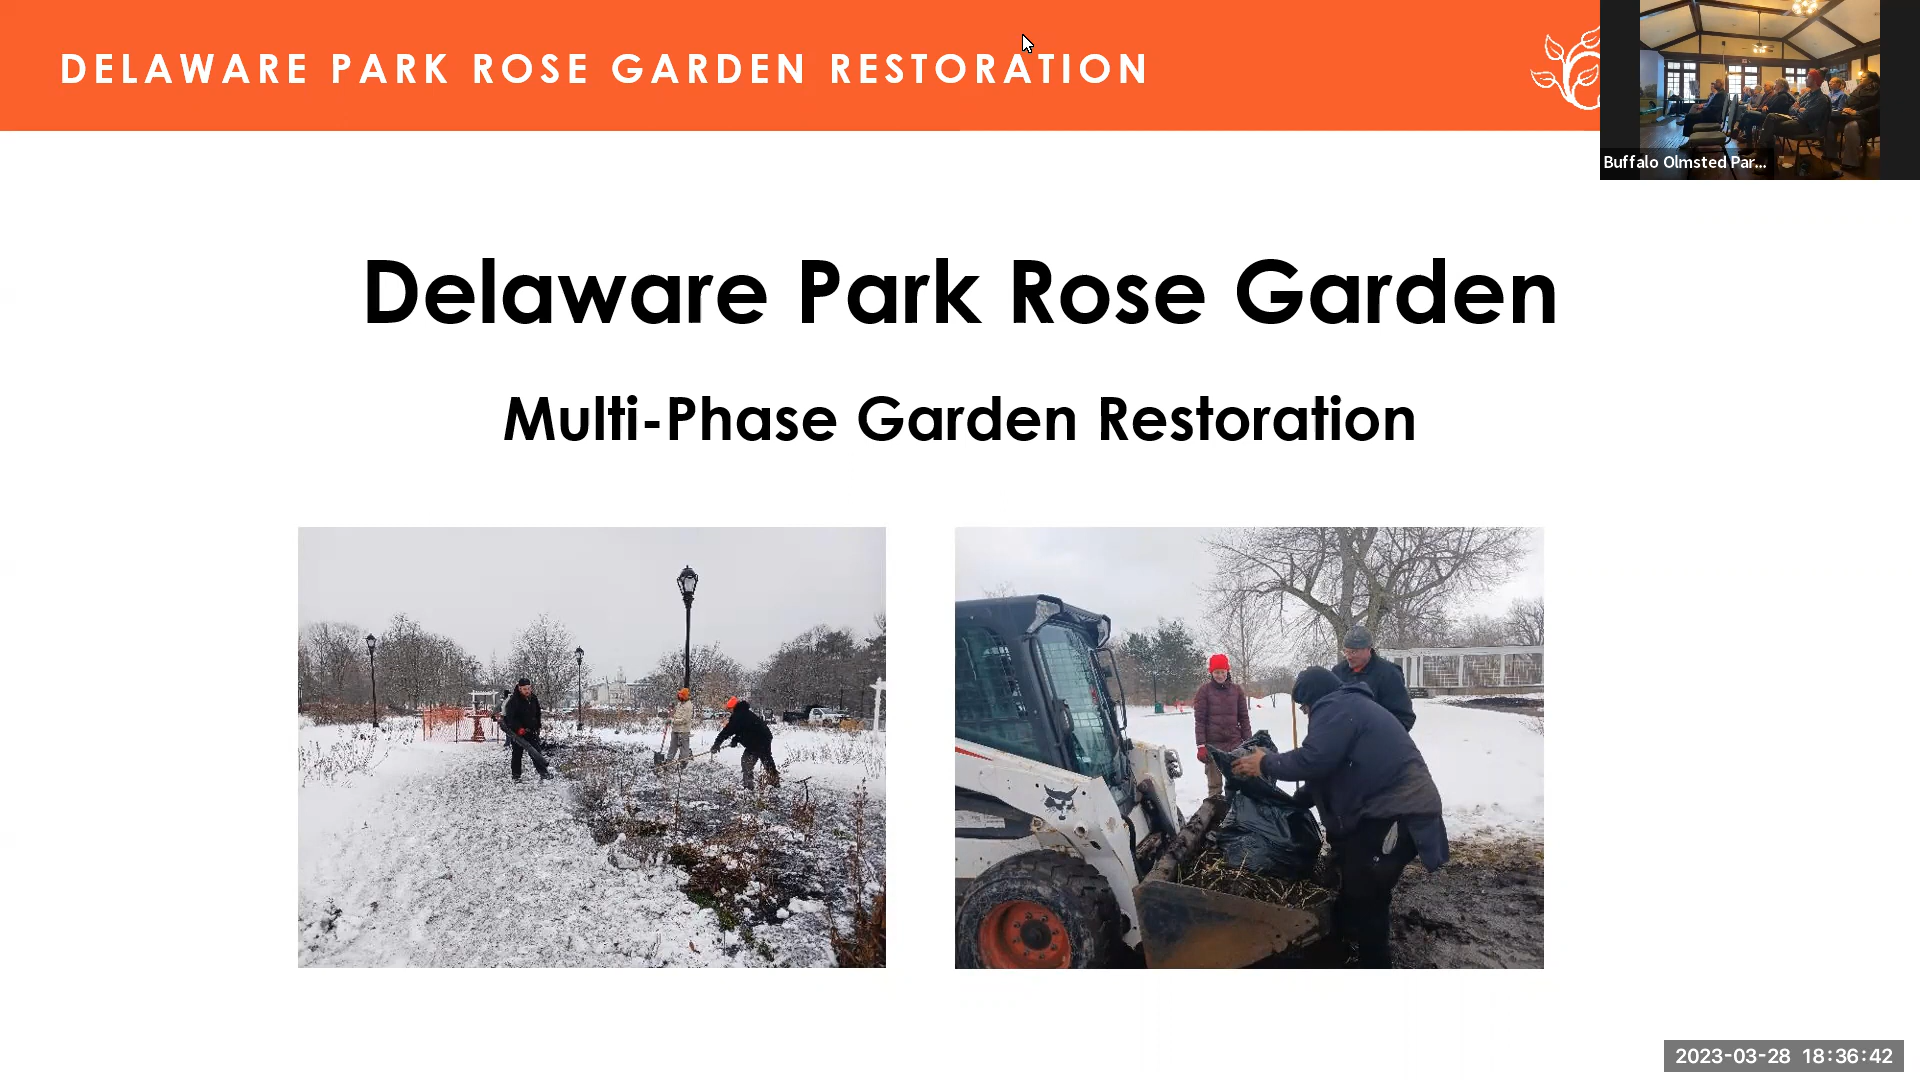 DELAWARE PARK ROSE GARDEN RESTORATION
Buffalo Olmsted Par...
Delaware Park Rose Garden
Multi-Phase Garden Restoration
2023-03-28 18:36:42